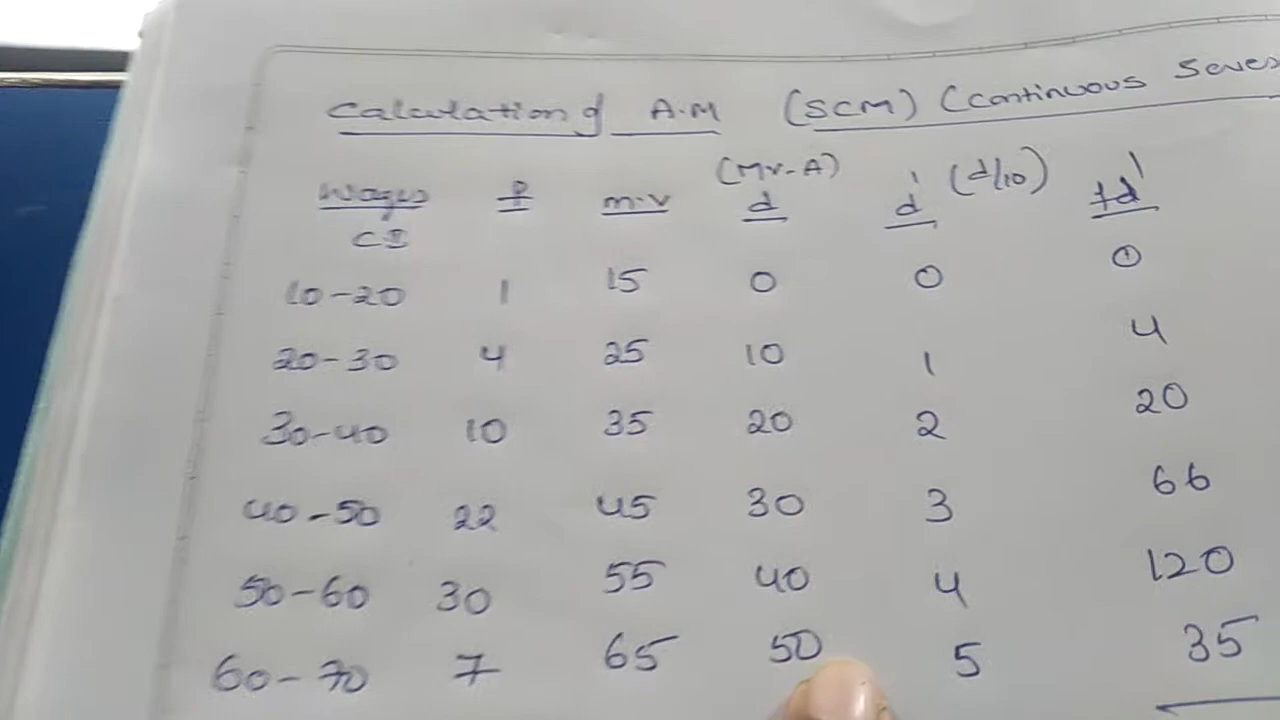 Calculation of A.M (SCM) (Continuous Series
Wages f m.v (Mv-A) d d' (d/10) fd'
CI
10-20 1 15 0 0 0
20-30 4 25 10 1 4
30-40 10 35 20 2 20
40-50 22 45 30 3 66
50-60 30 55 40 4 120
60-70 7 65 50 5 35